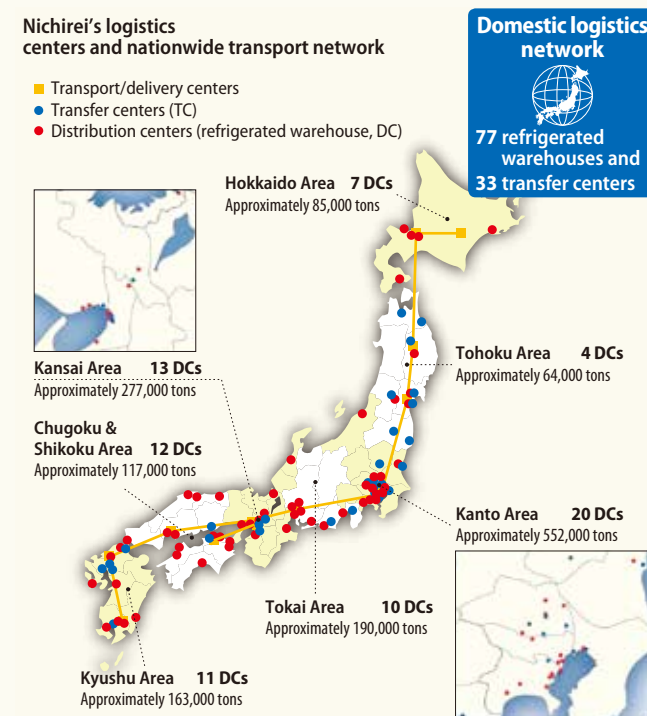 Nichirei's logistics
centers and nationwide transport network
Transport/delivery centers
Transfer centers (TC)
Distribution centers (refrigerated warehouse, DC)
Domestic logistics
network
77 refrigerated
warehouses and
33 transfer centers
Hokkaido Area 7 DCs
Approximately 85,000 tons
Kansai Area 13 DCs
Approximately 277,000 tons
Tohoku Area 4 DCs
Approximately 64,000 tons
Chugoku &
Shikoku Area 12 DCs
Approximately 117,000 tons
Kanto Area 20 DCs
Approximately 552,000 tons
Tokai Area 10 DCs
Approximately 190,000 tons
Kyushu Area 11 DCs
Approximately 163,000 tons